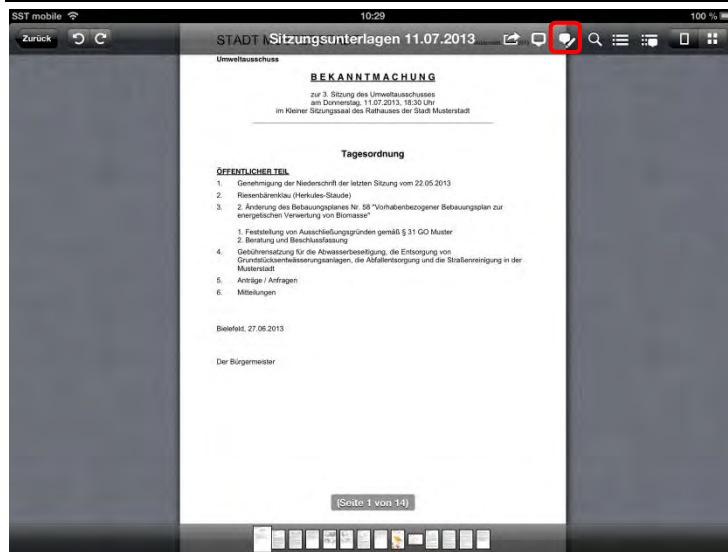 SST mobile 10:29 100 %
Zurück Sitzungsunterlagen 11.07.2013
STADT
Umweltausschuss
BEKANNTMACHUNG
zur 3. Sitzung des Umweltausschusses
am Donnerstag, 11.07.2013, 18:30 Uhr
im Kleiner Sitzungssaal des Rathauses der Stadt Musterstadt
Tagesordnung
ÖFFENTLICHER TEIL
1. Genehmigung der Niederschrift der letzten Sitzung vom 22.05.2013
2. Riesenbärenklau (Herkules-Staude)
3. 2. Änderung des Bebauungsplanes Nr. 58 "Vorhabenbezogener Bebauungsplan zur
energetischen Verwertung von Biomasse"
1. Feststellung von Ausschließungsgründen gemäß § 31 GO Muster
2. Beratung und Beschlussfassung
4. Gebührensatzung für die Abwasserbeseitigung, die Entsorgung von
Grundstücksentwässerungsanlagen, die Abfallentsorgung und die Straßenreinigung in der
Musterstadt
5. Anträge / Anfragen
6. Mitteilungen
Bielefeld, 27.06.2013
Der Bürgermeister
(Seite 1 von 14)